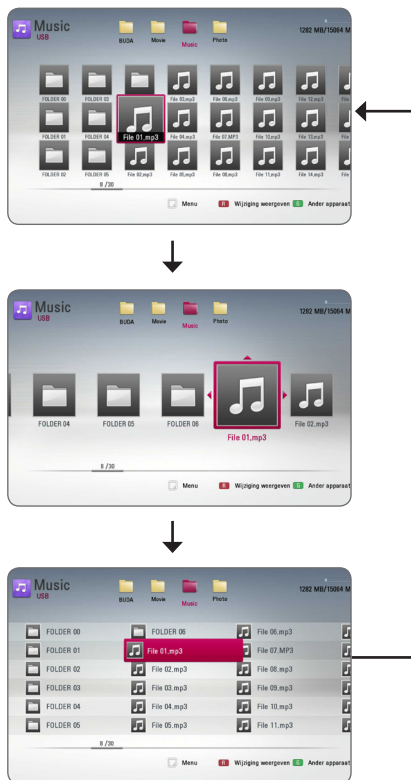 Music
USB
BUDA Movie Music Photo
1282 MB/15064 M
FOLDER 00 FOLDER 03 File 03.mp3 File 06.mp3 File 09.mp3 File 12.mp3 File
FOLDER 01 FOLDER 04 File 01.mp3 File 04.mp3 File 07.MP3 File 10.mp3 File 13.mp3 File
FOLDER 02 FOLDER 05 File 02.mp3 File 05.mp3 File 08.mp3 File 11.mp3 File 14.mp3 File
8 /30
Menu R Wijziging weergeven G Ander apparaat
Music
USB
BUDA Movie Music Photo
1282 MB/15064 M
FOLDER 04 FOLDER 05 FOLDER 06 File 02.mp3
File 01.mp3
8 /30
Menu R Wijziging weergeven G Ander apparaat
Music
USB
BUDA Movie Music Photo
1282 MB/15064 M
FOLDER 00 FOLDER 06 File 06.mp3
FOLDER 01 File 01.mp3 File 07.MP3
FOLDER 02 File 02.mp3 File 08.mp3
FOLDER 03 File 03.mp3 File 09.mp3
FOLDER 04 File 04.mp3 File 10.mp3
FOLDER 05 File 05.mp3 File 11.mp3
8 /30
Menu R Wijziging weergeven G Ander apparaat